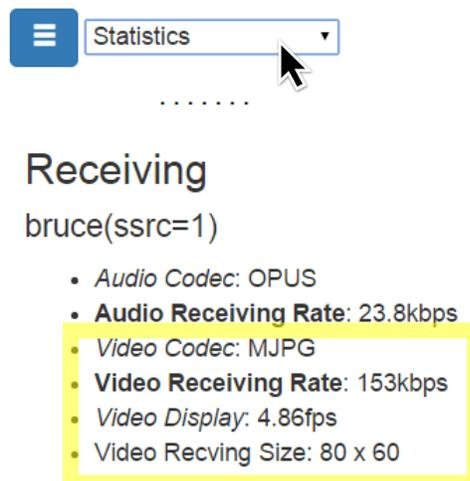 Statistics
.......
Receiving
bruce(ssrc=1)
• Audio Codec: OPUS
• Audio Receiving Rate: 23.8kbps
• Video Codec: MJPG
• Video Receiving Rate: 153kbps
• Video Display: 4.86fps
• Video Recving Size: 80 x 60